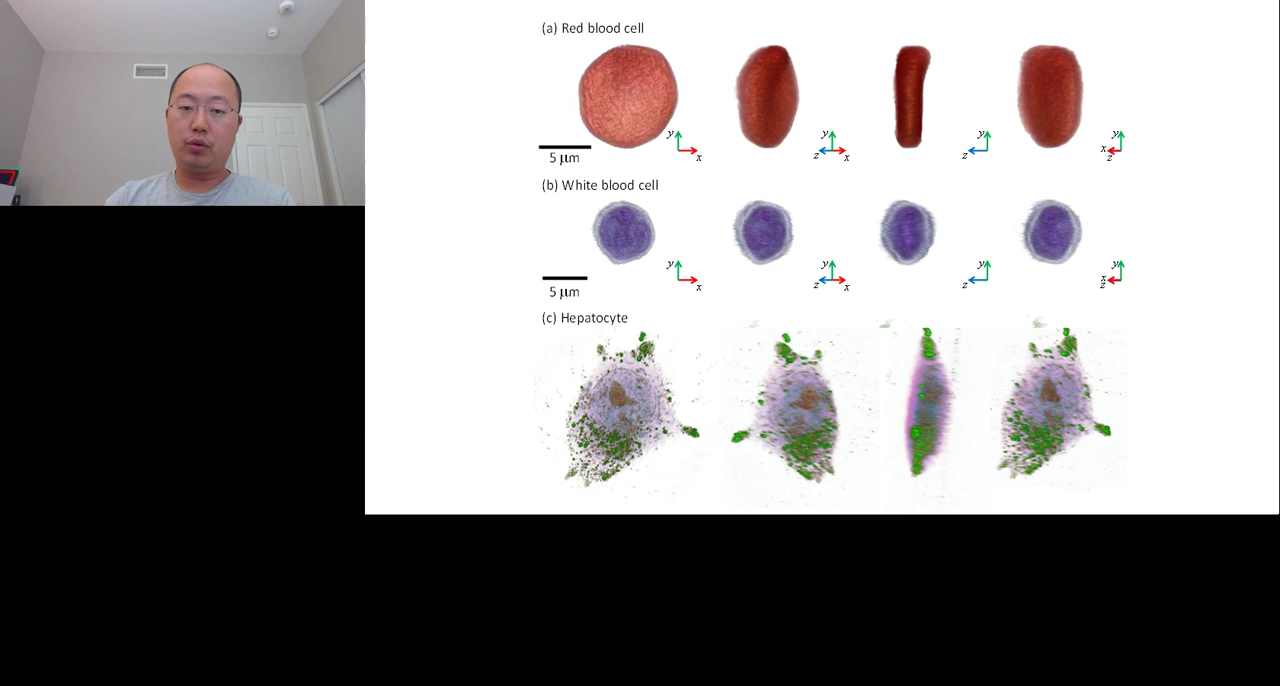 (a) Red blood cell
y x
y z x
y z
y x z
5 μm
(b) White blood cell
y x
y z x
y z
y x z
5 μm
(c) Hepatocyte